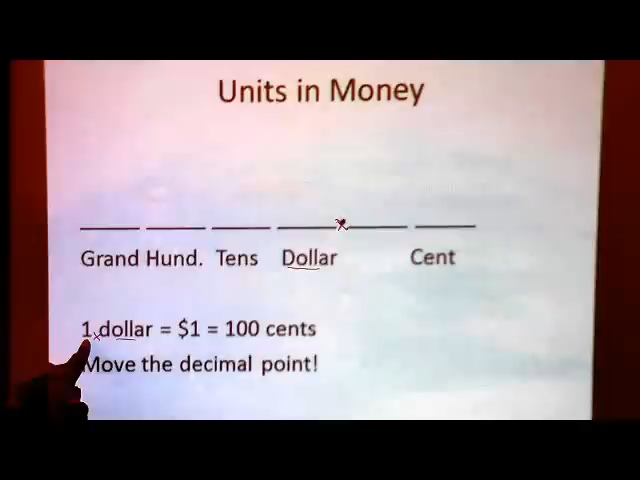 Units in Money
Grand Hund. Tens Dollar Cent
1 dollar = $1 = 100 cents
Move the decimal point!